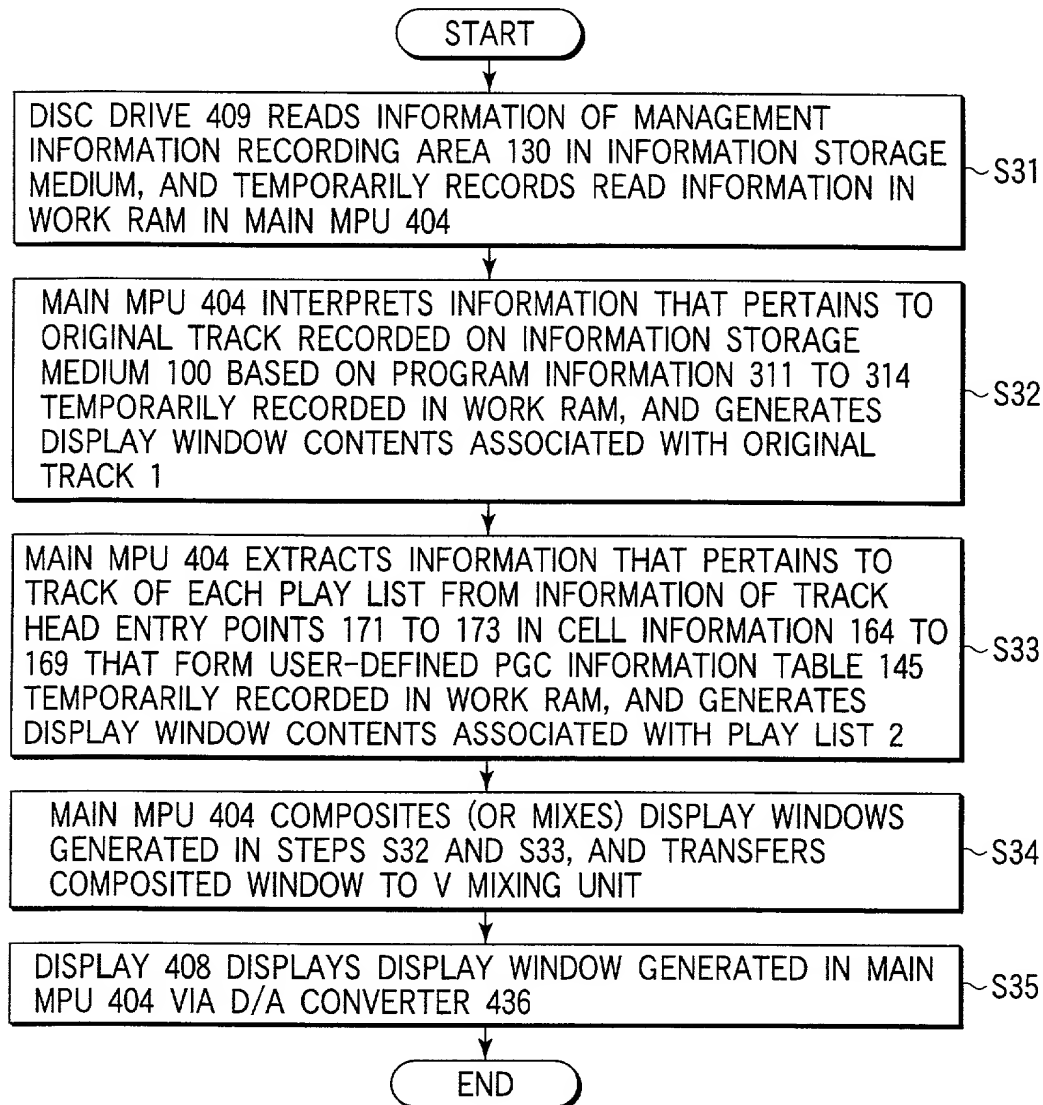 START
DISC DRIVE 409 READS INFORMATION OF MANAGEMENT
INFORMATION RECORDING AREA 130 IN INFORMATION STORAGE
MEDIUM, AND TEMPORARILY RECORDS READ INFORMATION IN
WORK RAM IN MAIN MPU 404
S31
MAIN MPU 404 INTERPRETS INFORMATION THAT PERTAINS TO
ORIGINAL TRACK RECORDED ON INFORMATION STORAGE
MEDIUM 100 BASED ON PROGRAM INFORMATION 311 TO 314
TEMPORARILY RECORDED IN WORK RAM, AND GENERATES
DISPLAY WINDOW CONTENTS ASSOCIATED WITH ORIGINAL
TRACK 1
S32
MAIN MPU 404 EXTRACTS INFORMATION THAT PERTAINS TO
TRACK OF EACH PLAY LIST FROM INFORMATION OF TRACK
HEAD ENTRY POINTS 171 TO 173 IN CELL INFORMATION 164 TO
169 THAT FORM USER-DEFINED PGC INFORMATION TABLE 145
TEMPORARILY RECORDED IN WORK RAM, AND GENERATES
DISPLAY WINDOW CONTENTS ASSOCIATED WITH PLAY LIST 2
S33
MAIN MPU 404 COMPOSITES (OR MIXES) DISPLAY WINDOWS
GENERATED IN STEPS S32 AND S33, AND TRANSFERS
COMPOSITED WINDOW TO V MIXING UNIT
S34
DISPLAY 408 DISPLAYS DISPLAY WINDOW GENERATED IN MAIN
MPU 404 VIA D/A CONVERTER 436
S35
END